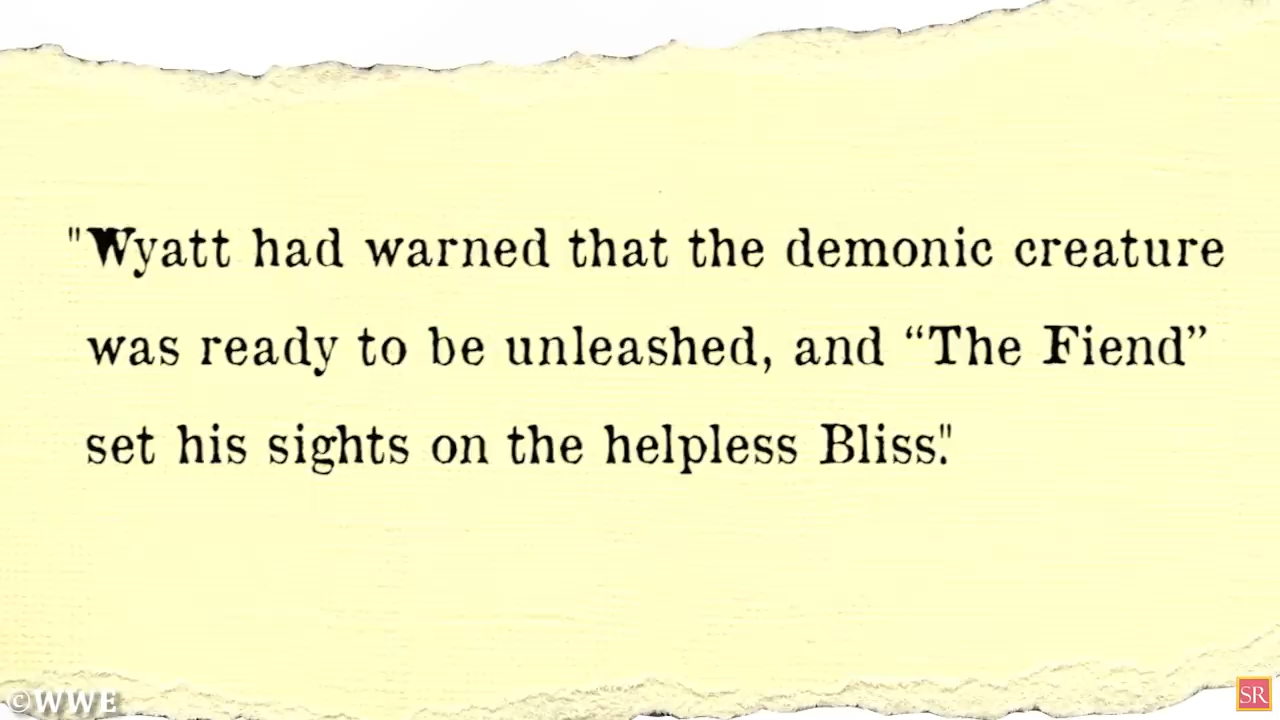 "Wyatt had warned that the demonic creature
was ready to be unleashed, and “The Fiend”
set his sights on the helpless Bliss."
©WWE
SR